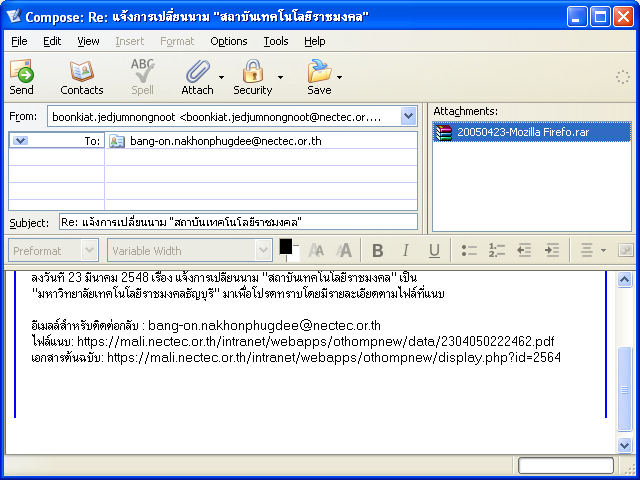 Compose: Re: แจ้งการเปลี่ยนนาม "สถาบันเทคโนโลยีราชมงคล"
File Edit View Insert Format Options Tools Help
Send Contacts Spell Attach Security Save
From: boonkiat.jedjumnongnoot <boonkiat.jedjumnongnoot@nectec.or....
Attachments:
To: bang-on.nakhonphugdee@nectec.or.th
20050423-Mozilla Firefo.rar
Subject: Re: แจ้งการเปลี่ยนนาม "สถาบันเทคโนโลยีราชมงคล"
Preformat Variable Width A A B I U
ลงวันที่ 23 มีนาคม 2548 เรื่อง แจ้งการเปลี่ยนนาม "สถาบันเทคโนโลยีราชมงคล" เป็น
"มหาวิทยาลัยเทคโนโลยีราชมงคลธัญบุรี" มาเพื่อโปรดทราบโดยมีรายละเอียดตามไฟล์ที่แนบ
อีเมลล์สำหรับติดต่อกลับ : bang-on.nakhonphugdee@nectec.or.th
ไฟล์แนบ: https://mali.nectec.or.th/intranet/webapps/othompnew/data/2304050222462.pdf
เอกสารต้นฉบับ: https://mali.nectec.or.th/intranet/webapps/othompnew/display.php?id=2564